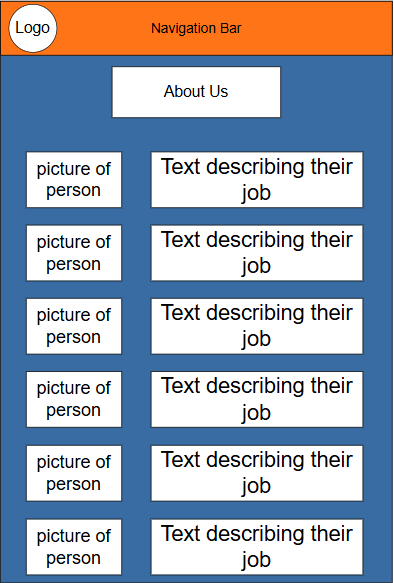 Logo
Navigation Bar
About Us
picture of
person
Text describing their
job
picture of
person
Text describing their
job
picture of
person
Text describing their
job
picture of
person
Text describing their
job
picture of
person
Text describing their
job
picture of
person
Text describing their
job